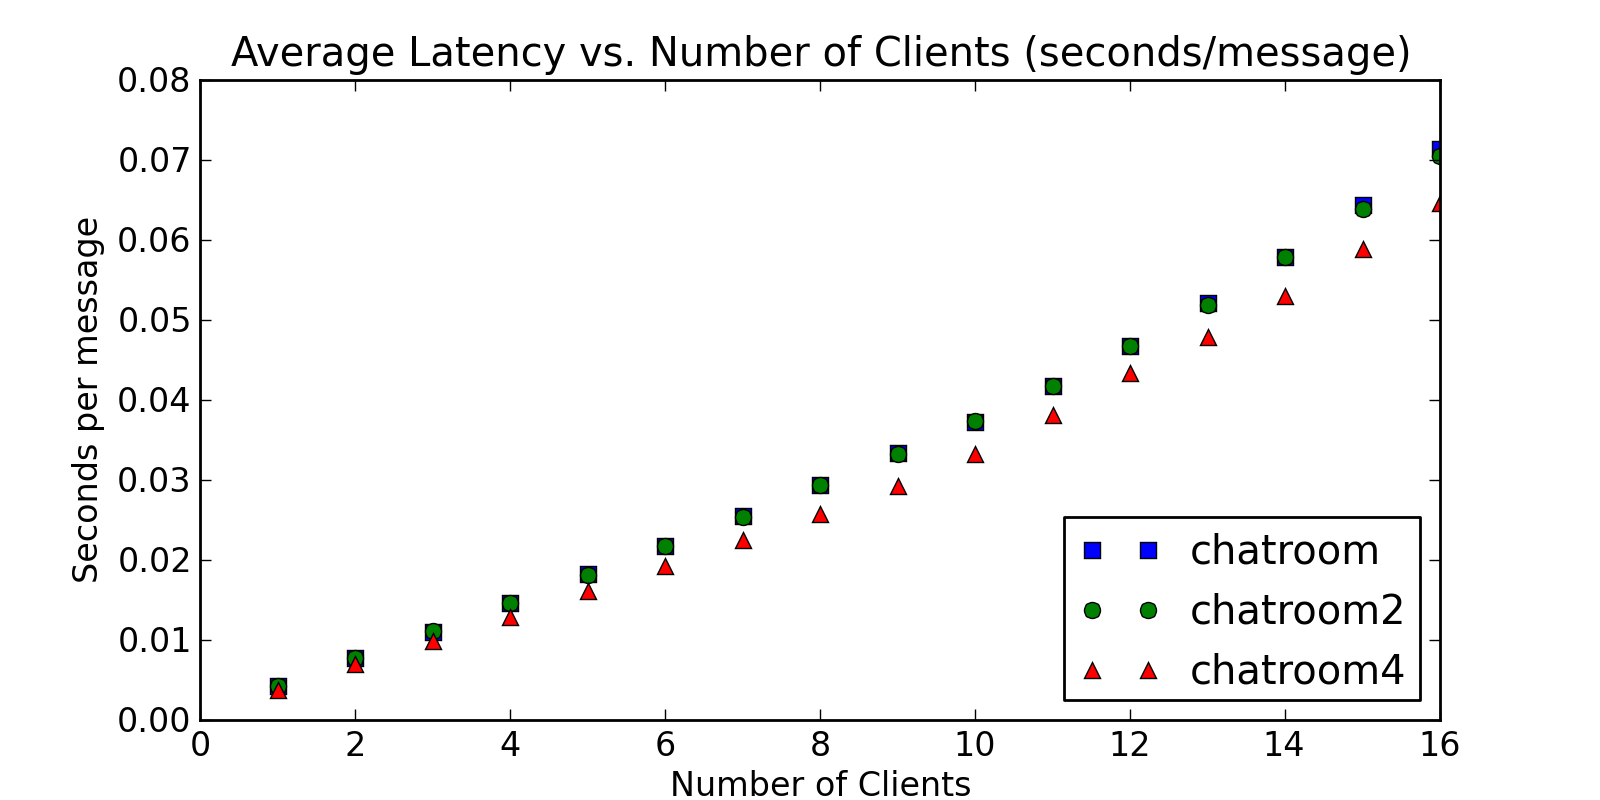 Average Latency vs. Number of Clients (seconds/message)
0.08
0.07
0.06
0.05
0.04
0.03
0.02
0.01
0.00
Seconds per message
chatroom
chatroom2
chatroom4
0 2 4 6 8 10 12 14 16
Number of Clients